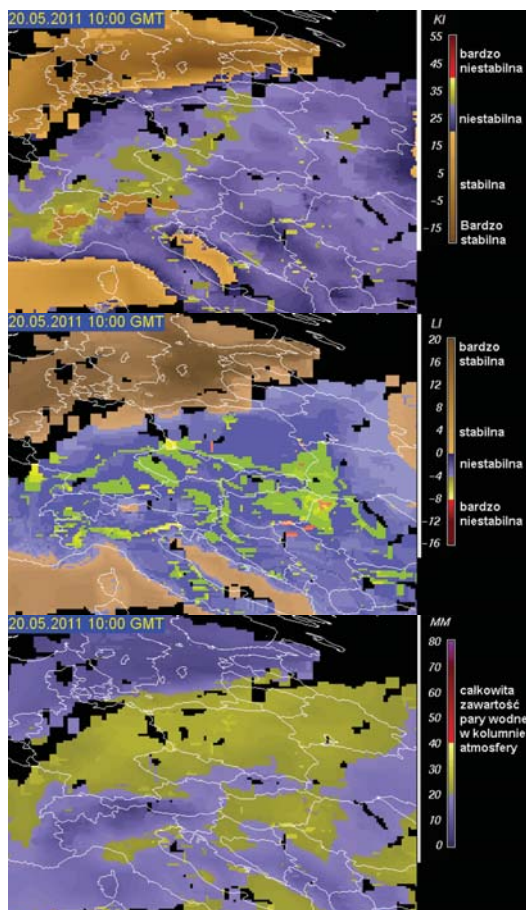 20.05.2011 10:00 GMT
KI
55
45
35
25
15
5
-5
-15
bardzo
niestabilna
niestabilna
stabilna
Bardzo
stabilna
20.05.2011 10:00 GMT
LI
20
16
12
8
4
0
-4
-8
-12
-16
bardzo
stabilna
stabilna
niestabilna
bardzo
niestabilna
20.05.2011 10:00 GMT
MM
80
70
60
50
40
30
20
10
0
całkowita
zawartość
pary wodne
w kolumnie
atmosfery